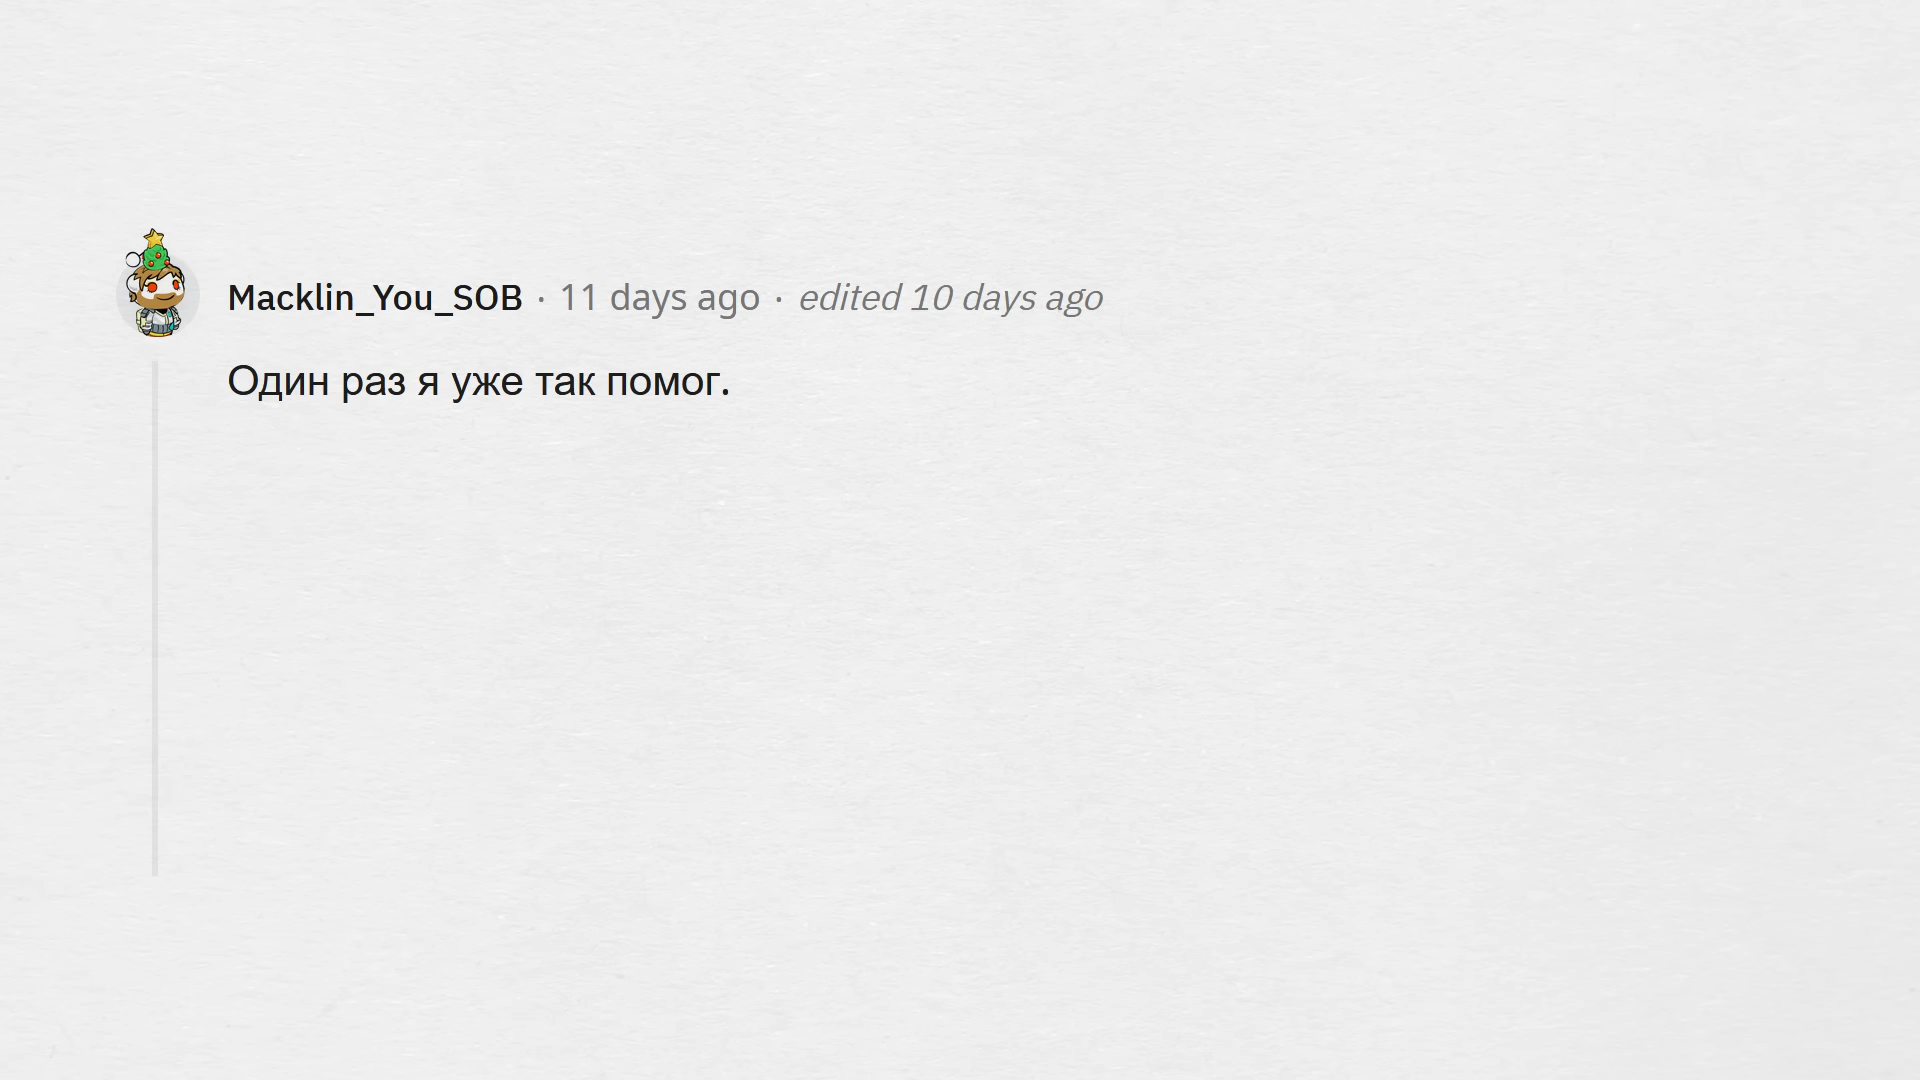 Macklin_You_SOB · 11 days ago · edited 10 days ago
Один раз я уже так помог.